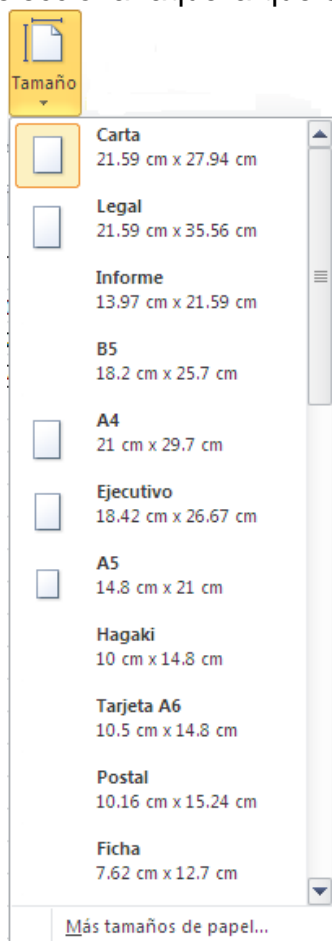 Tamaño
Carta
21.59 cm x 27.94 cm
Legal
21.59 cm x 35.56 cm
Informe
13.97 cm x 21.59 cm
B5
18.2 cm x 25.7 cm
A4
21 cm x 29.7 cm
Ejecutivo
18.42 cm x 26.67 cm
A5
14.8 cm x 21 cm
Hagaki
10 cm x 14.8 cm
Tarjeta A6
10.5 cm x 14.8 cm
Postal
10.16 cm x 15.24 cm
Ficha
7.62 cm x 12.7 cm
Más tamaños de papel...